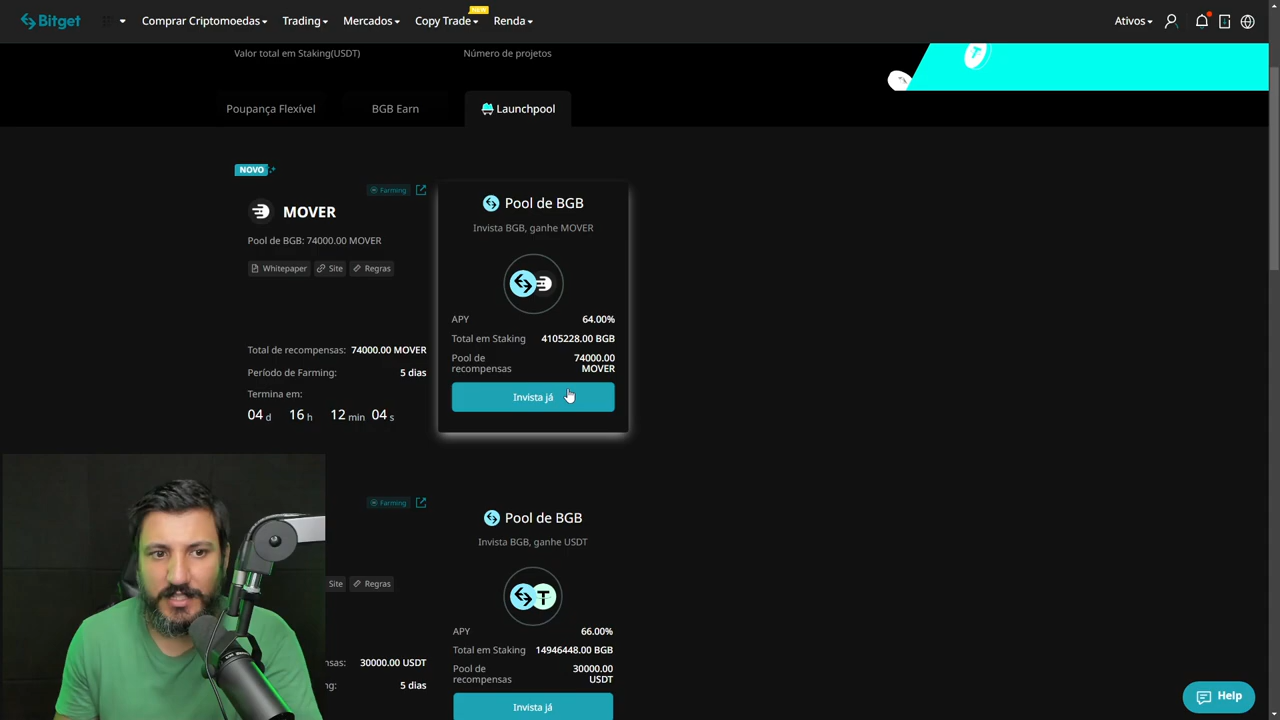 Bitget
Comprar Criptomoedas
Trading
Mercados
Copy Trade
NEW
Renda
Ativos
Valor total em Staking(USDT)
Número de projetos
Poupança Flexível
BGB Earn
Launchpool
NOVO
Farming
MOVER
Pool de BGB: 74000.00 MOVER
Whitepaper
Site
Regras
Total de recompensas: 74000.00 MOVER
Período de Farming: 5 dias
Termina em:
04 d 16 h 12 min 04 s
Pool de BGB
Invista BGB, ganhe MOVER
APY 64.00%
Total em Staking 4105228.00 BGB
Pool de 74000.00
recompensas MOVER
Invista já
Farming
Site
Regras
nsas: 30000.00 USDT
ng: 5 dias
Pool de BGB
Invista BGB, ganhe USDT
APY 66.00%
Total em Staking 14946448.00 BGB
Pool de 30000.00
recompensas USDT
Invista já
Help